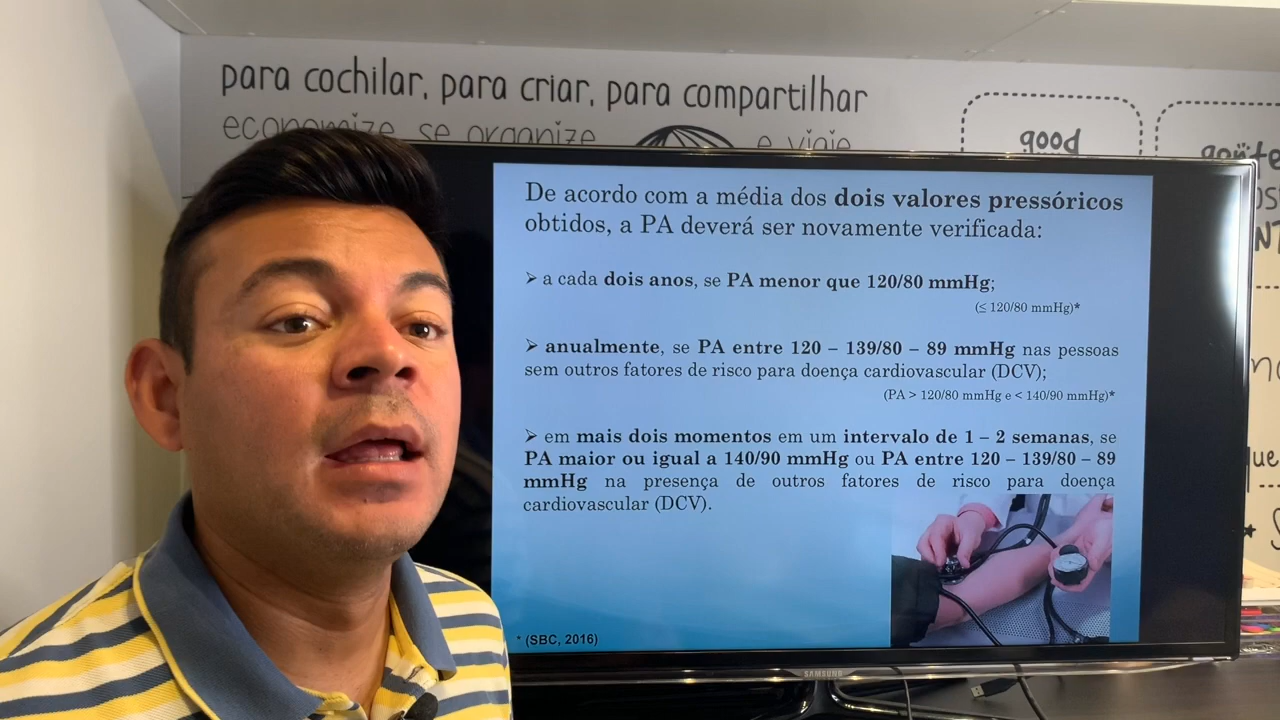 para cochilar, para criar, para compartilhar
economize, se organize e viaje
good
De acordo com a média dos dois valores pressóricos
obtidos, a PA deverá ser novamente verificada:
➢ a cada dois anos, se PA menor que 120/80 mmHg;
(≤ 120/80 mmHg)*
➢ anualmente, se PA entre 120 – 139/80 – 89 mmHg nas pessoas
sem outros fatores de risco para doença cardiovascular (DCV);
(PA > 120/80 mmHg e < 140/90 mmHg)*
➢ em mais dois momentos em um intervalo de 1 – 2 semanas, se
PA maior ou igual a 140/90 mmHg ou PA entre 120 – 139/80 – 89
mmHg na presença de outros fatores de risco para doença
cardiovascular (DCV).
* (SBC, 2016)
SAMSUNG